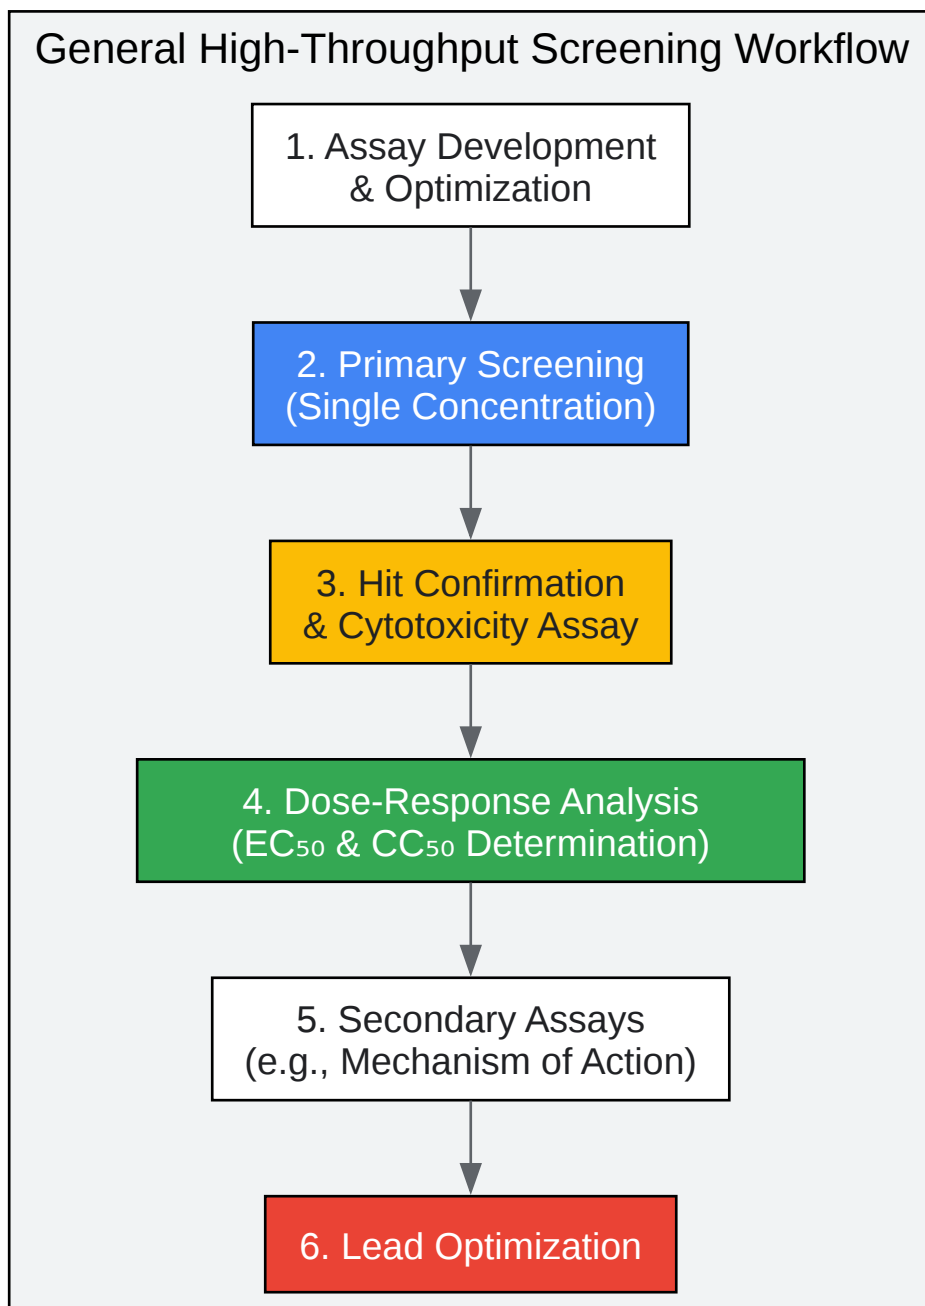 General High-Throughput Screening Workflow
1. Assay Development
& Optimization
2. Primary Screening
(Single Concentration)
3. Hit Confirmation
& Cytotoxicity Assay
4. Dose-Response Analysis
(EC₅₀ & CC₅₀ Determination)
5. Secondary Assays
(e.g., Mechanism of Action)
6. Lead Optimization